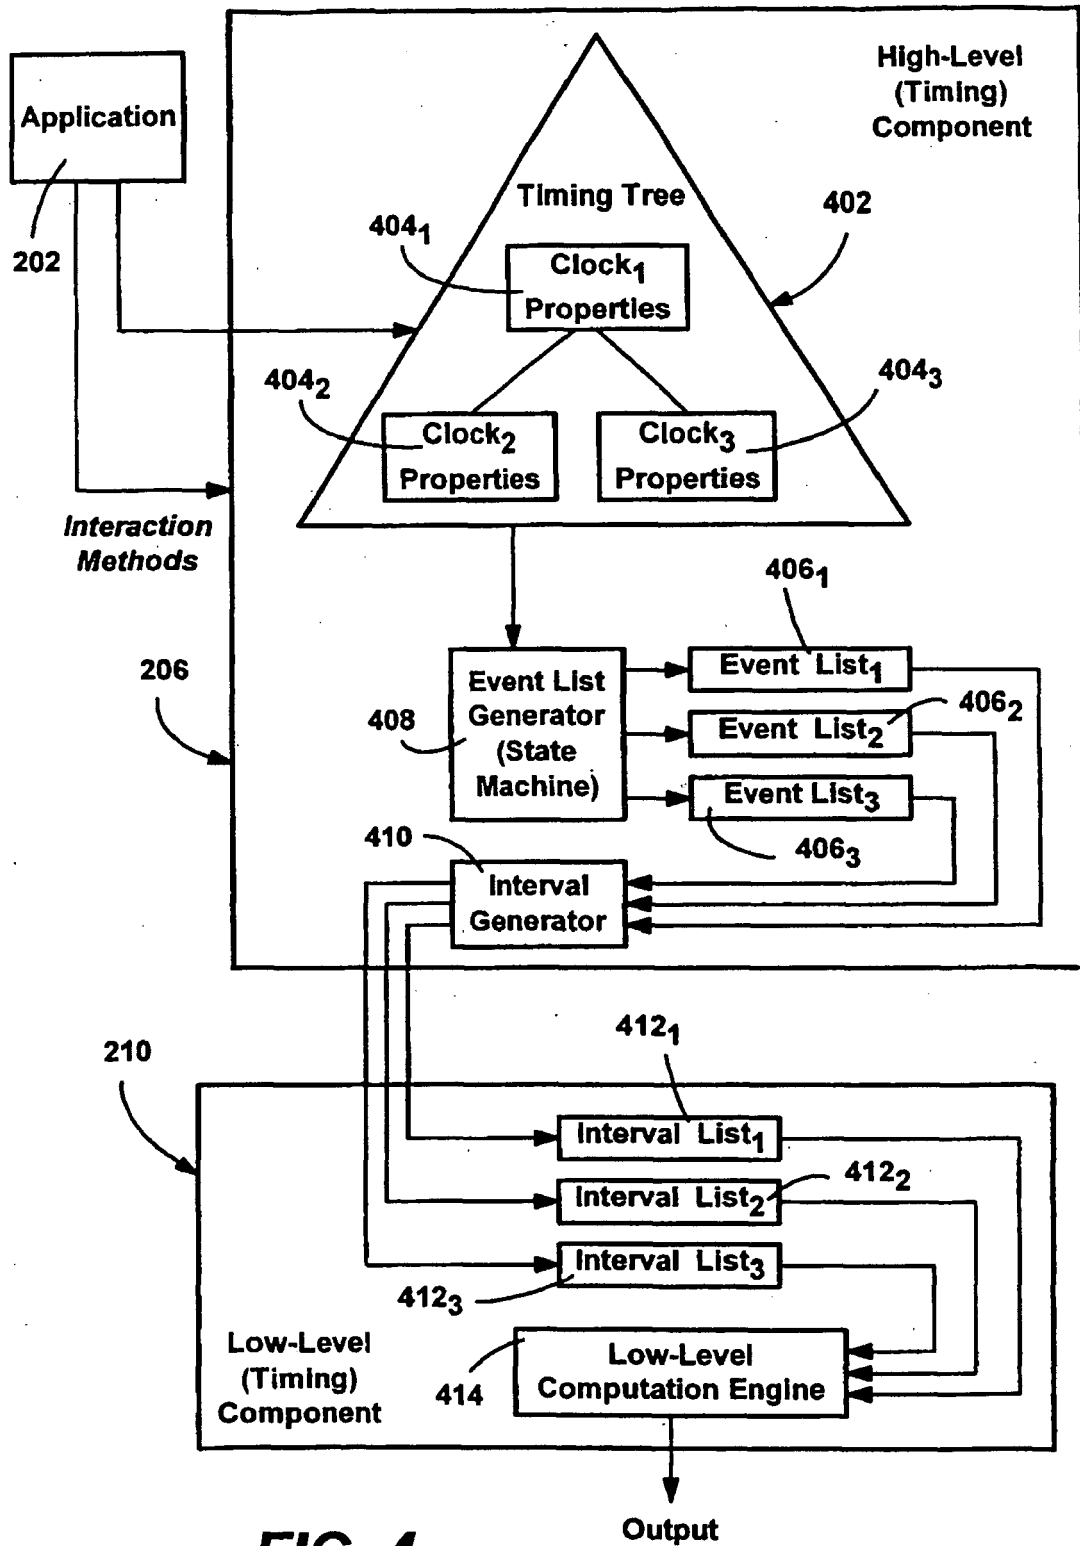 High-Level
(Timing)
Component
Application
202
Timing Tree
402
404₁
Clock₁
Properties
404₂
404₃
Clock₂
Properties
Clock₃
Properties
Interaction
Methods
406₁
206
Event List
Generator
(State
Machine)
408
Event List₁
406₂
Event List₂
Event List₃
406₃
410
Interval
Generator
412₁
210
Interval List₁
412₂
Interval List₂
Interval List₃
412₃
Low-Level
(Timing)
Component
Low-Level
Computation Engine
414
Output
FIG. 4